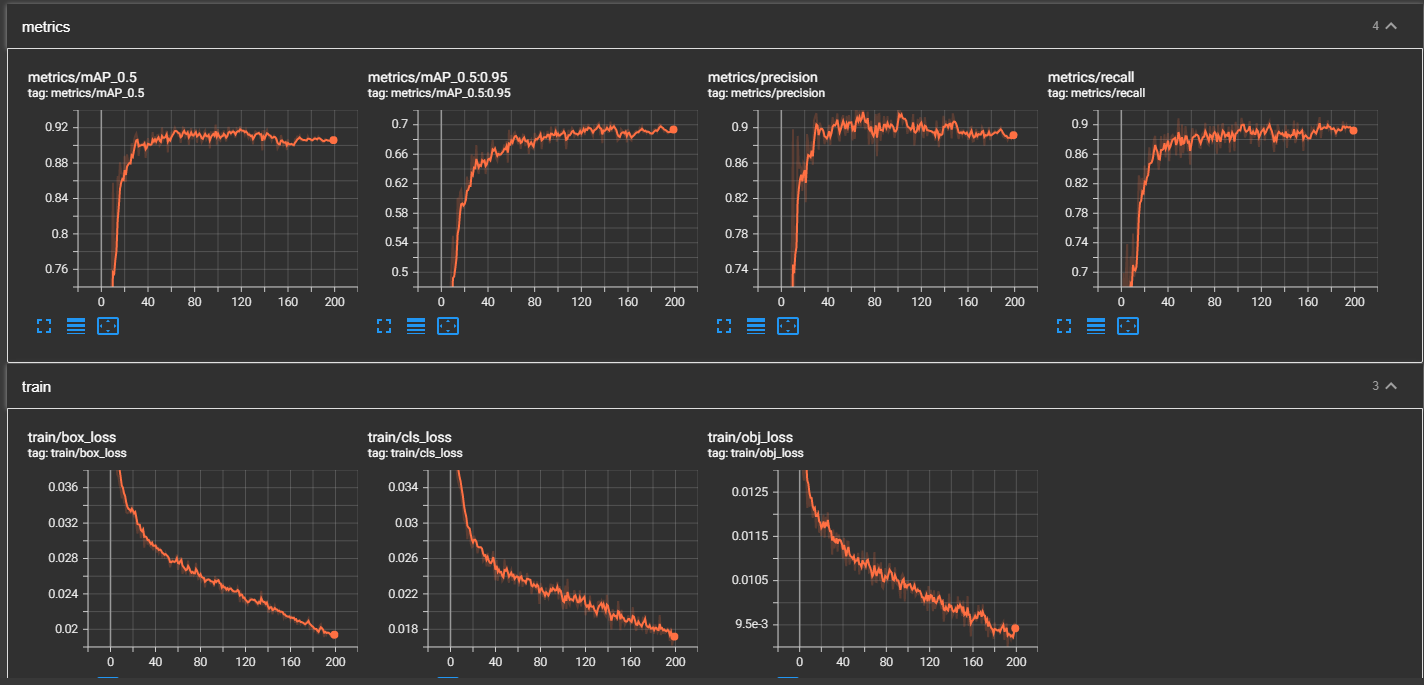 metrics 4
metrics/mAP_0.5 metrics/mAP_0.5:0.95 metrics/precision metrics/recall
tag: metrics/mAP_0.5 tag: metrics/mAP_0.5:0.95 tag: metrics/precision tag: metrics/recall
0.92 0.7 0.9 0.9
0.88 0.66 0.86 0.86
0.84 0.62 0.82 0.82
0.8 0.58 0.78 0.78
0.76 0.54 0.74 0.74
0.5 0.7
0 40 80 120 160 200 0 40 80 120 160 200 0 40 80 120 160 200 0 40 80 120 160 200
train 3
train/box_loss train/cls_loss train/obj_loss
tag: train/box_loss tag: train/cls_loss tag: train/obj_loss
0.036 0.034 0.0125
0.032 0.03 0.0115
0.028 0.026 0.0105
0.024 0.022 9.5e-3
0.02 0.018
0 40 80 120 160 200 0 40 80 120 160 200 0 40 80 120 160 200